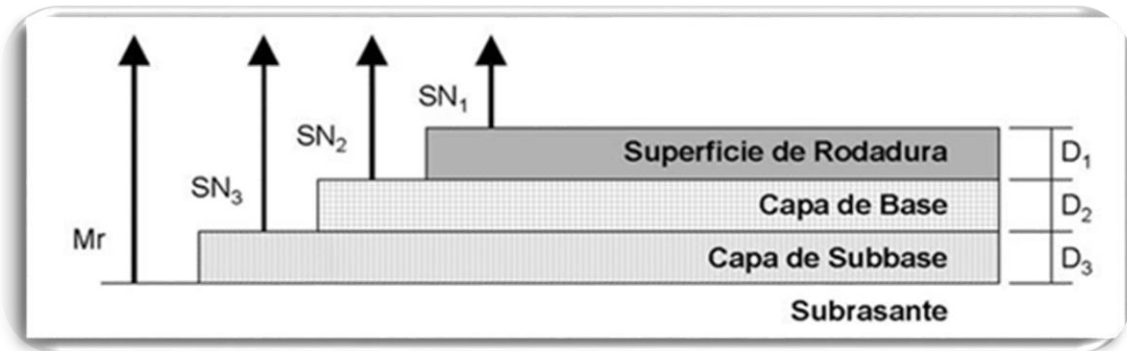 SN₁
Superficie de Rodadura
D₁
SN₂
Capa de Base
D₂
SN₃
Mr
Capa de Subbase
D₃
Subrasante